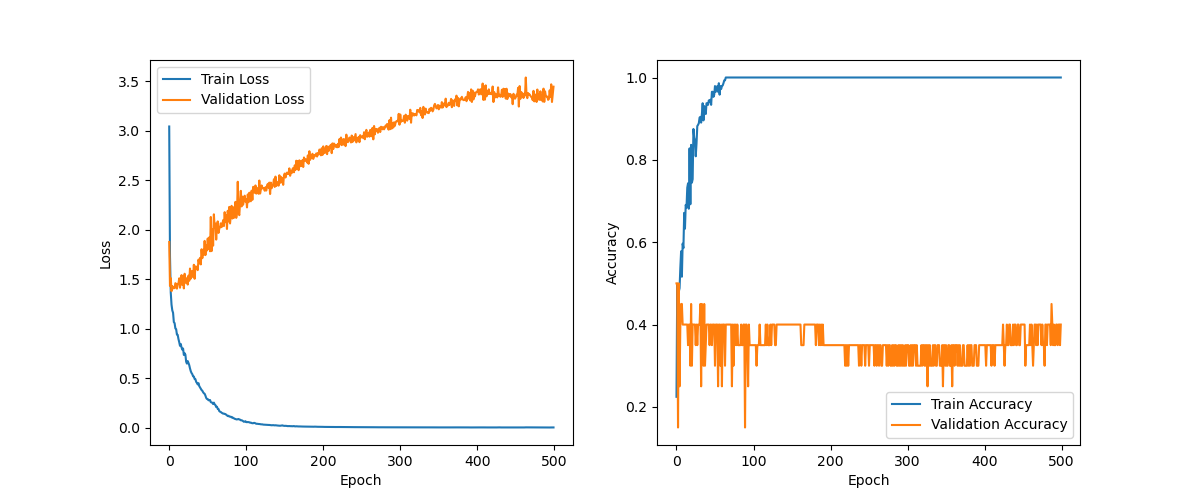 Train Loss
Validation Loss
3.5
3.0
2.5
2.0
1.5
1.0
0.5
0.0
Loss
0 100 200 300 400 500
Epoch
1.0
0.8
0.6
0.4
0.2
Accuracy
Train Accuracy
Validation Accuracy
0 100 200 300 400 500
Epoch